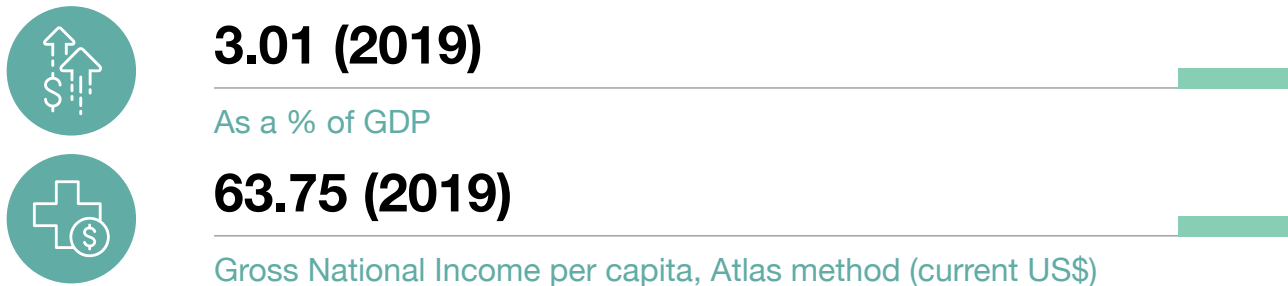 3.01 (2019)
As a % of GDP
63.75 (2019)
Gross National Income per capita, Atlas method (current US$)